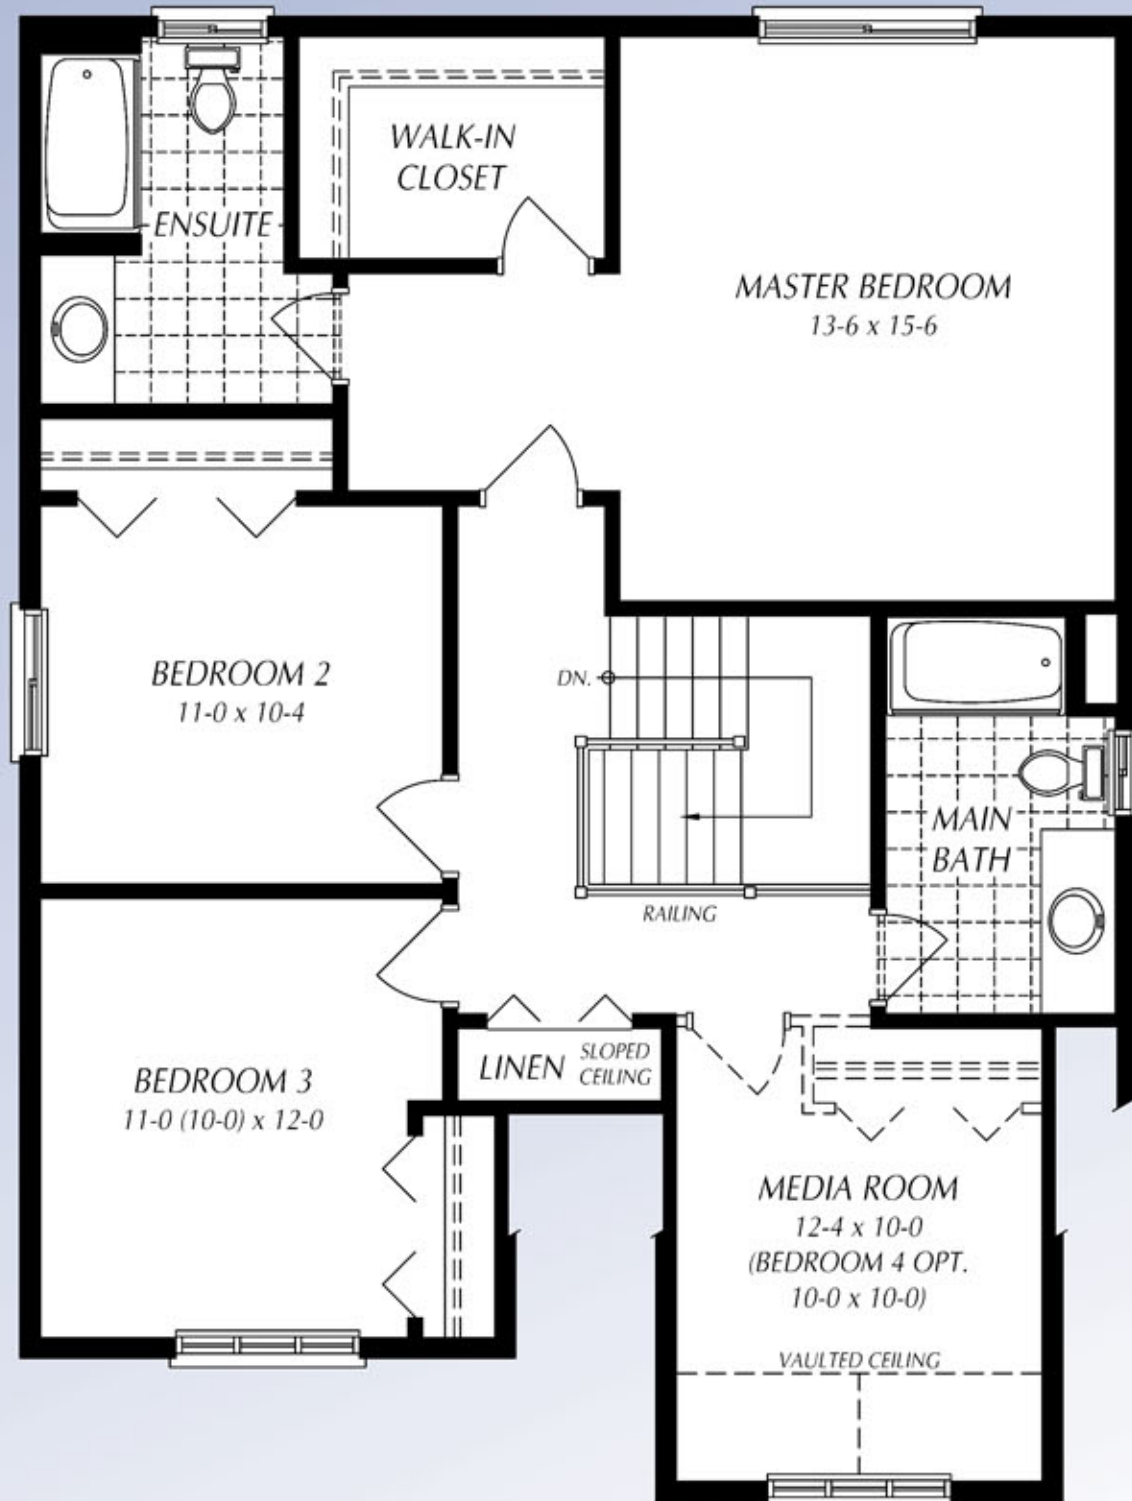 WALK-IN
CLOSET
ENSUITE
MASTER BEDROOM
13-6 x 15-6
BEDROOM 2
11-0 x 10-4
DN.
MAIN
BATH
RAILING
LINEN
SLOPED
CEILING
BEDROOM 3
11-0 (10-0) x 12-0
MEDIA ROOM
12-4 x 10-0
(BEDROOM 4 OPT.
10-0 x 10-0)
VAULTED CEILING